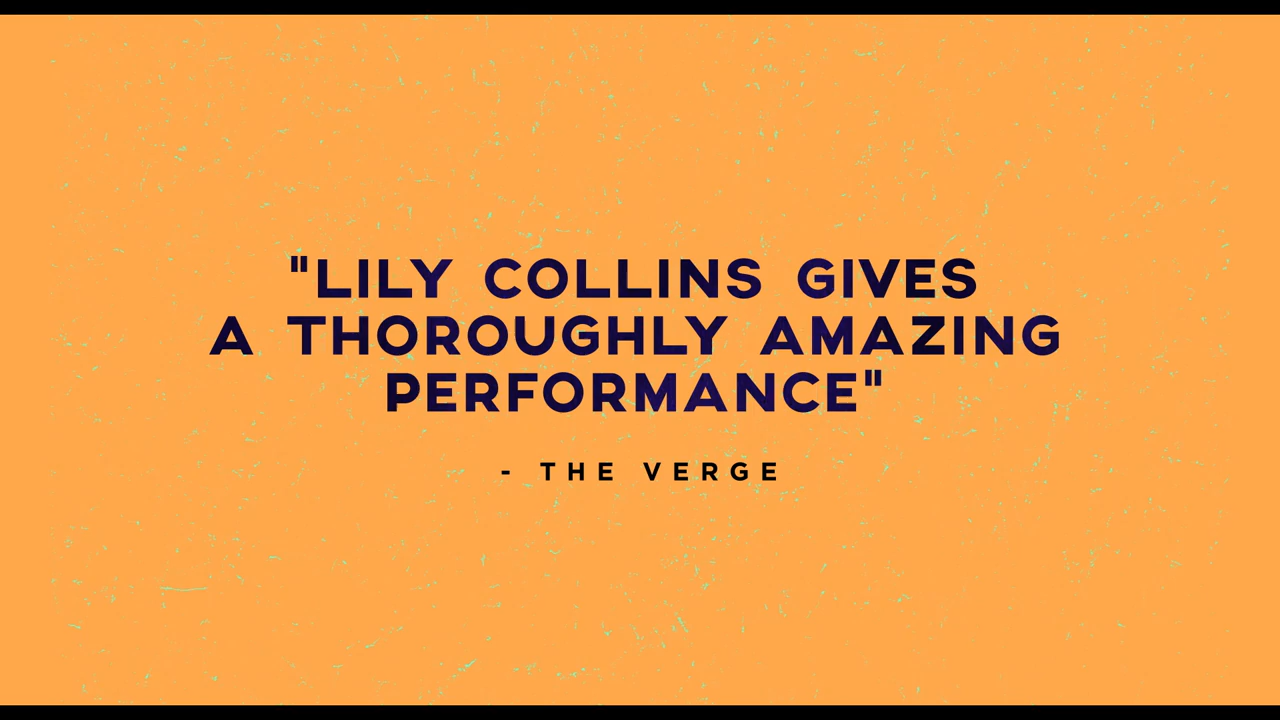 "LILY COLLINS GIVES
A THOROUGHLY AMAZING
PERFORMANCE"
- THE VERGE